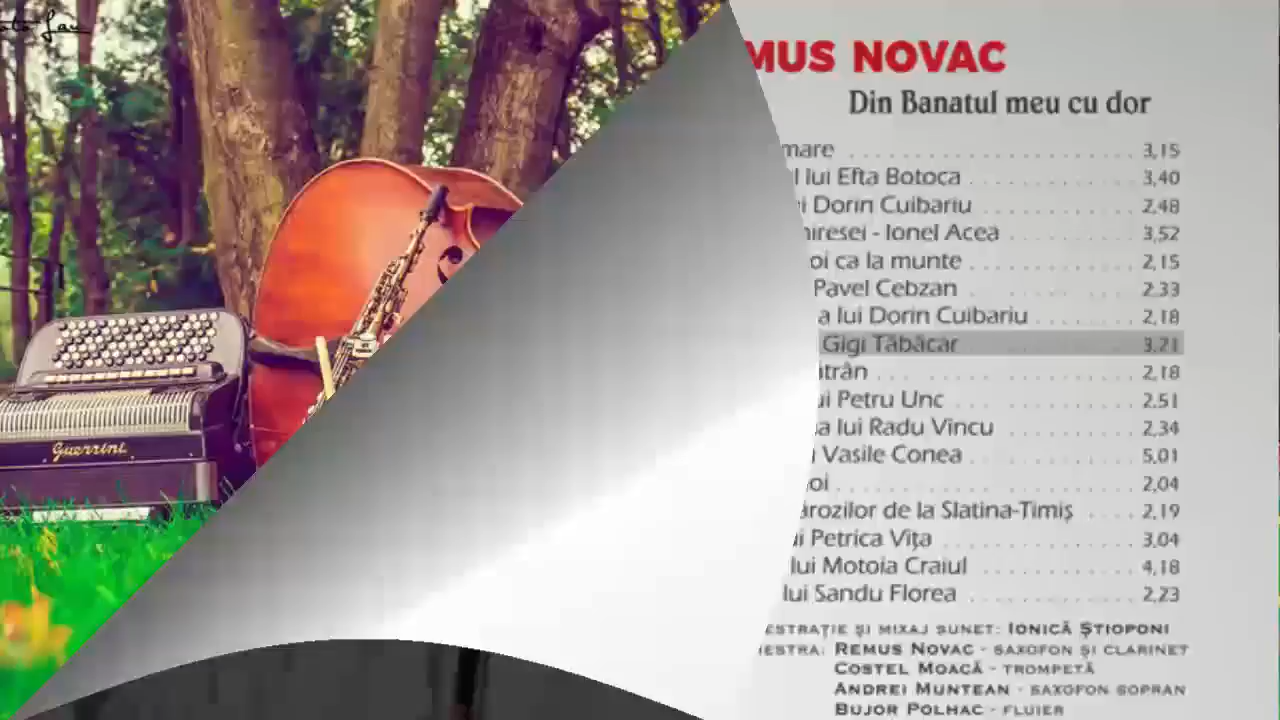 MUS NOVAC
Din Banatul meu cu dor
mare . . . . . . . . . . . . . . . . . . . . . . 3,15
l lui Efta Botoca . . . . . . . . . . . . . 3,40
i Dorin Cuibariu . . . . . . . . . . . . 2,48
iresei - Ionel Acea . . . . . . . . . . 3,52
oi ca la munte . . . . . . . . . . . . . 2,15
Pavel Cebzan . . . . . . . . . . . . . 2.33
a lui Dorin Cuibariu . . . . . . . . 2,18
Gigi Tăbăcar . . . . . . . . . . . . . 3,21
ătrân . . . . . . . . . . . . . . . . . . . 2,18
ui Petru Unc . . . . . . . . . . . . . . 2.51
a lui Radu Vîncu . . . . . . . . . . 2,34
i Vasile Conea . . . . . . . . . . . . 5,01
oi . . . . . . . . . . . . . . . . . . . . . . 2,04
ărozilor de la Slatina-Timiș . . . . 2,19
ui Petrica Vița . . . . . . . . . . . . . 3,04
lui Motoia Craiul . . . . . . . . . . . 4,18
lui Sandu Florea . . . . . . . . . . . . 2,23
ESTRAȚIE ȘI MIXAJ SUNET: IONICĂ ȘTIOPONI
ESTRA: REMUS NOVAC - SAXOFON ȘI CLARINET
COSTEL MOACĂ - TROMPETĂ
ANDREI MUNTEAN - SAXOFON SOPRAN
BUJOR POLHAC - FLUIER
Guerrini